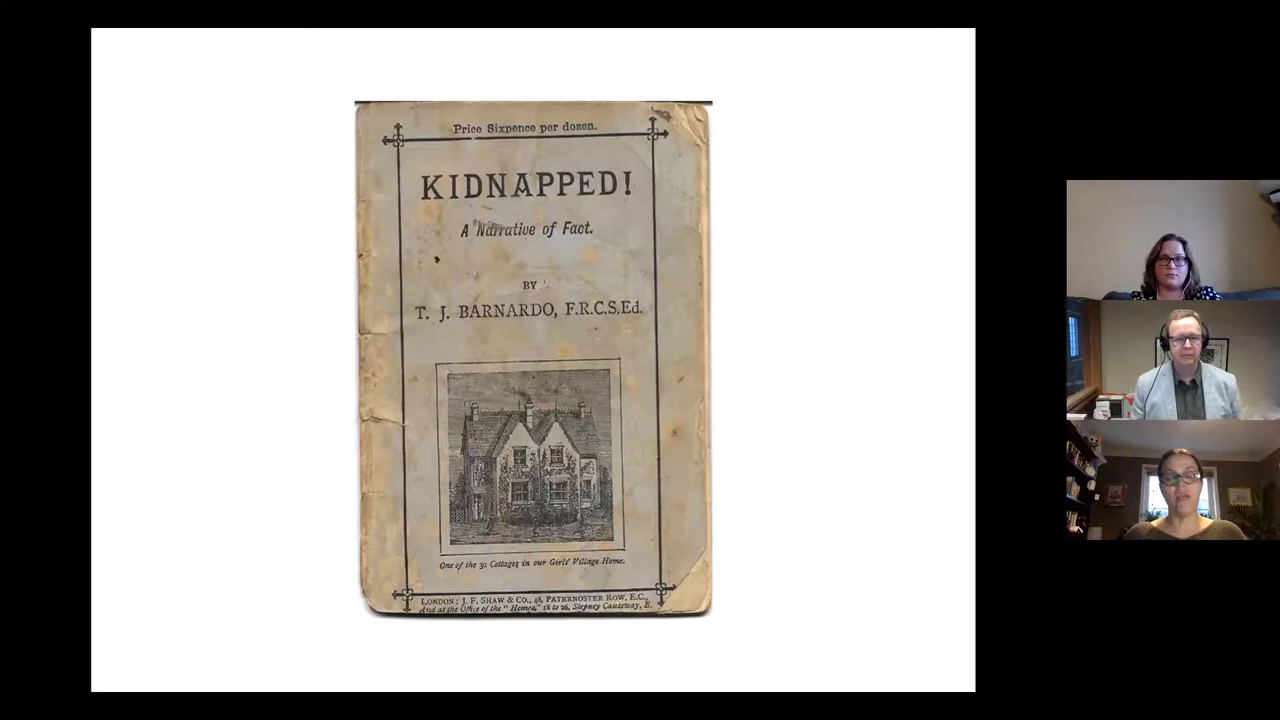 Price Sixpence per dozen.
KIDNAPPED!
A Narrative of Fact.
BY
T. J. BARNARDO, F.R.C.S.Ed.
One of the 30 Cottages in our Girls' Village Home.
LONDON: J. F. SHAW & CO., 48, PATERNOSTER ROW, E.C.,
And at the Office of the "Homes," 18 to 26, Stepney Causeway, E.